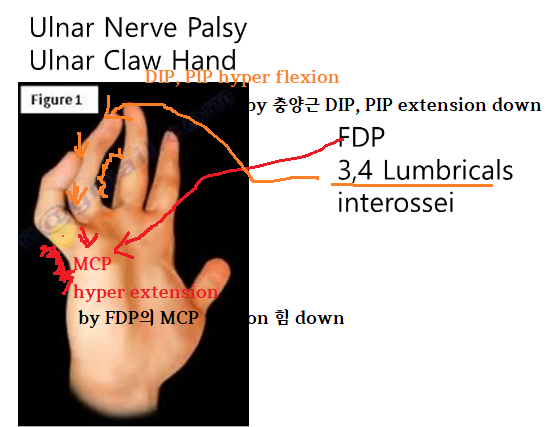 Ulnar Nerve Palsy
Ulnar Claw Hand
DIP, PIP hyper flexion
Figure 1
by 충양근 DIP, PIP extension down
FDP
3,4 Lumbricals
interossei
MCP
hyper extension
by FDP의 MCP on 힘 down